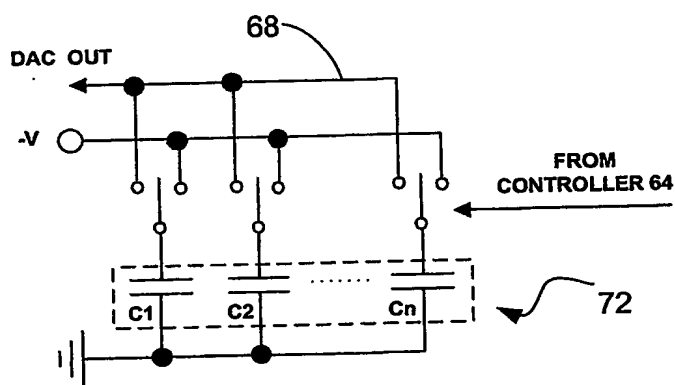 68
DAC OUT
-V
FROM
CONTROLLER 64
C1 C2 ........ Cn
72